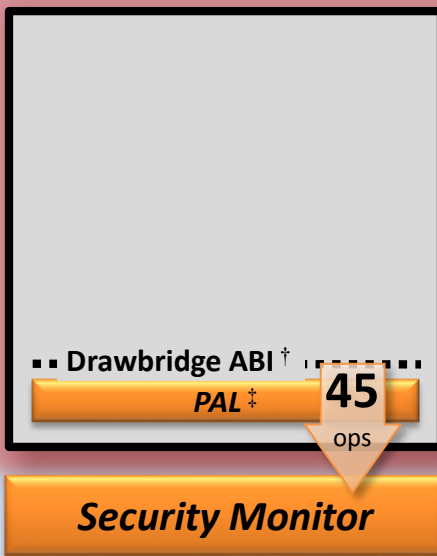 Drawbridge ABI †
PAL ‡
45
ops
Security Monitor